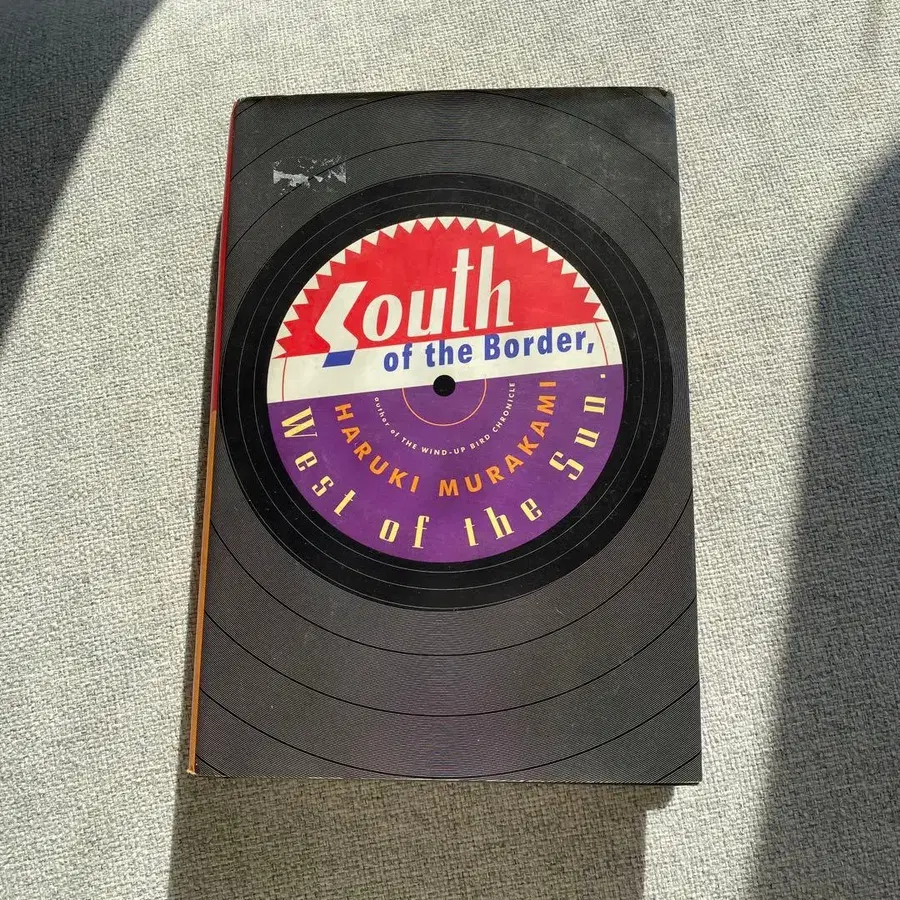 South
of the Border,
West of the Sun.
HARUKI MURAKAMI
author of THE WIND-UP BIRD CHRONICLE